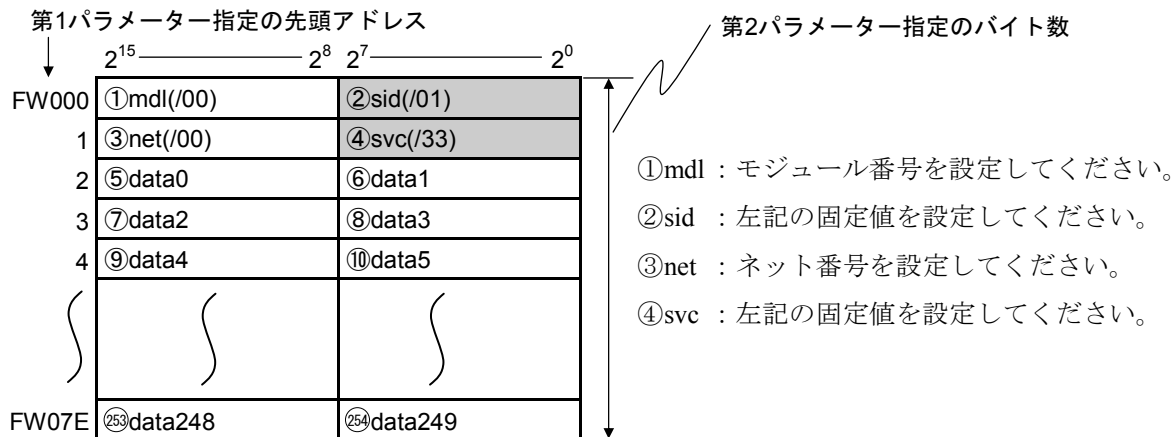 第1パラメーター指定の先頭アドレス
第2パラメーター指定のバイト数
2¹⁵ 2⁸ 2⁷ 2⁰
FW000 ①mdl(/00) ②sid(/01)
1 ③net(/00) ④svc(/33)
2 ⑤data0 ⑥data1
3 ⑦data2 ⑧data3
4 ⑨data4 ⑩data5
FW07E (253)data248 (254)data249
①mdl：モジュール番号を設定してください。
②sid：左記の固定値を設定してください。
③net：ネット番号を設定してください。
④svc：左記の固定値を設定してください。